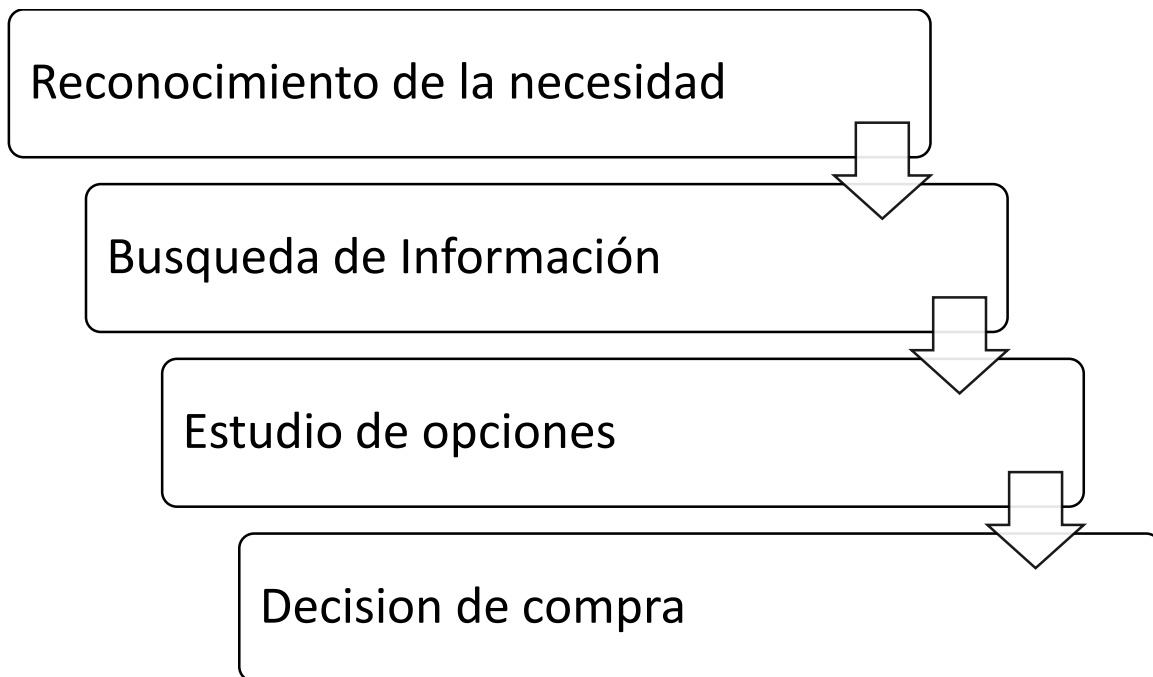 Reconocimiento de la necesidad
Busqueda de Información
Estudio de opciones
Decision de compra